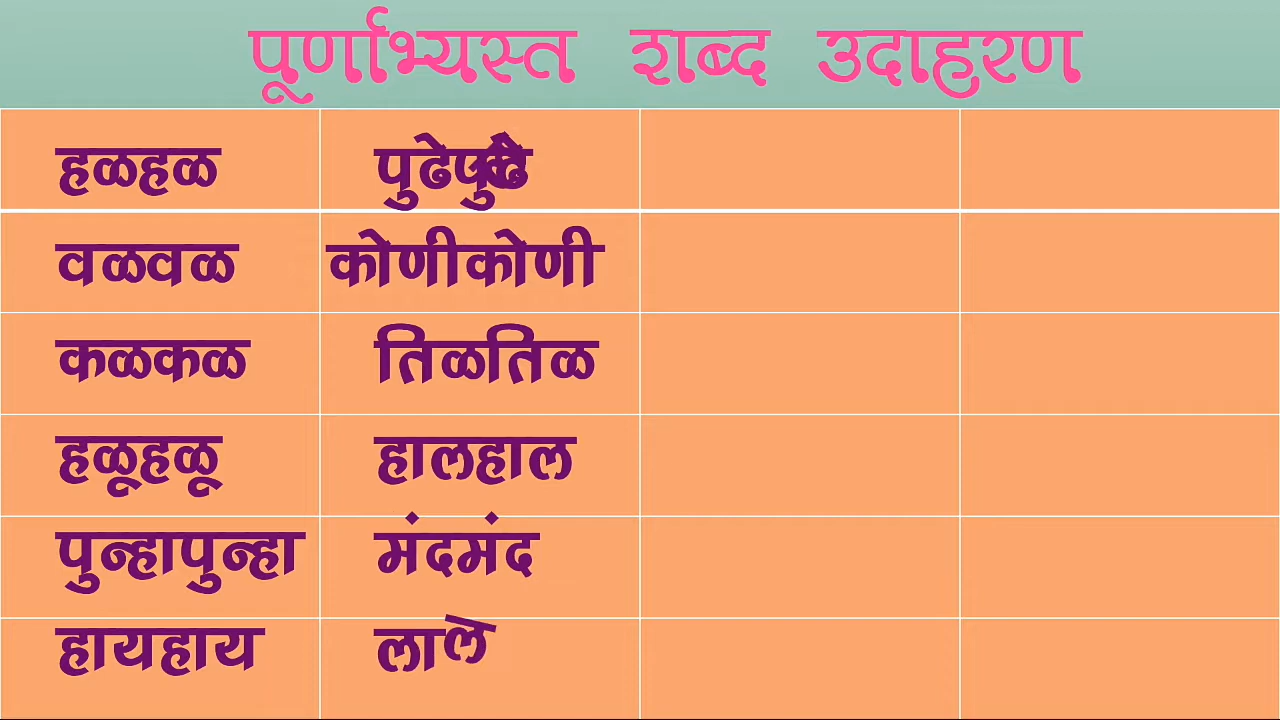 पूर्णाभ्यस्त शब्द उदाहरण
हळहळ पुढेपुढे
वळवळ कोणीकोणी
कळकळ तिळतिळ
हळूहळू हालहाल
पुन्हापुन्हा मंदमंद
हायहाय लाल